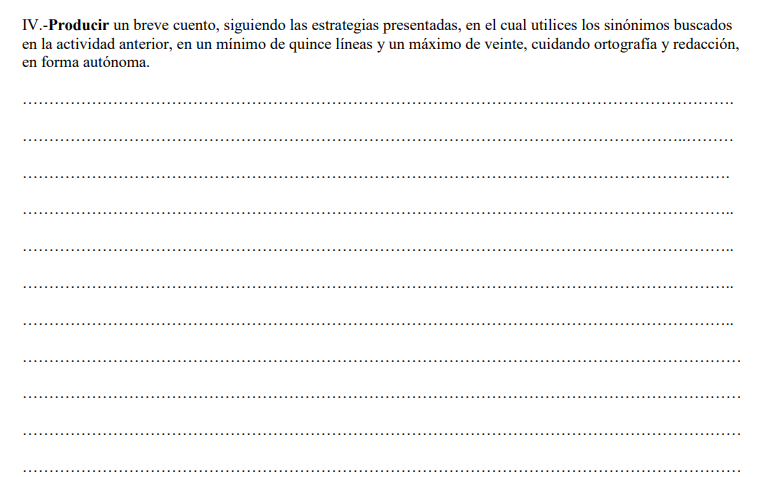 IV.-Producir un breve cuento, siguiendo las estrategias presentadas, en el cual utilices los sinónimos buscados
en la actividad anterior, en un mínimo de quince líneas y un máximo de veinte, cuidando ortografía y redacción,
en forma autónoma.